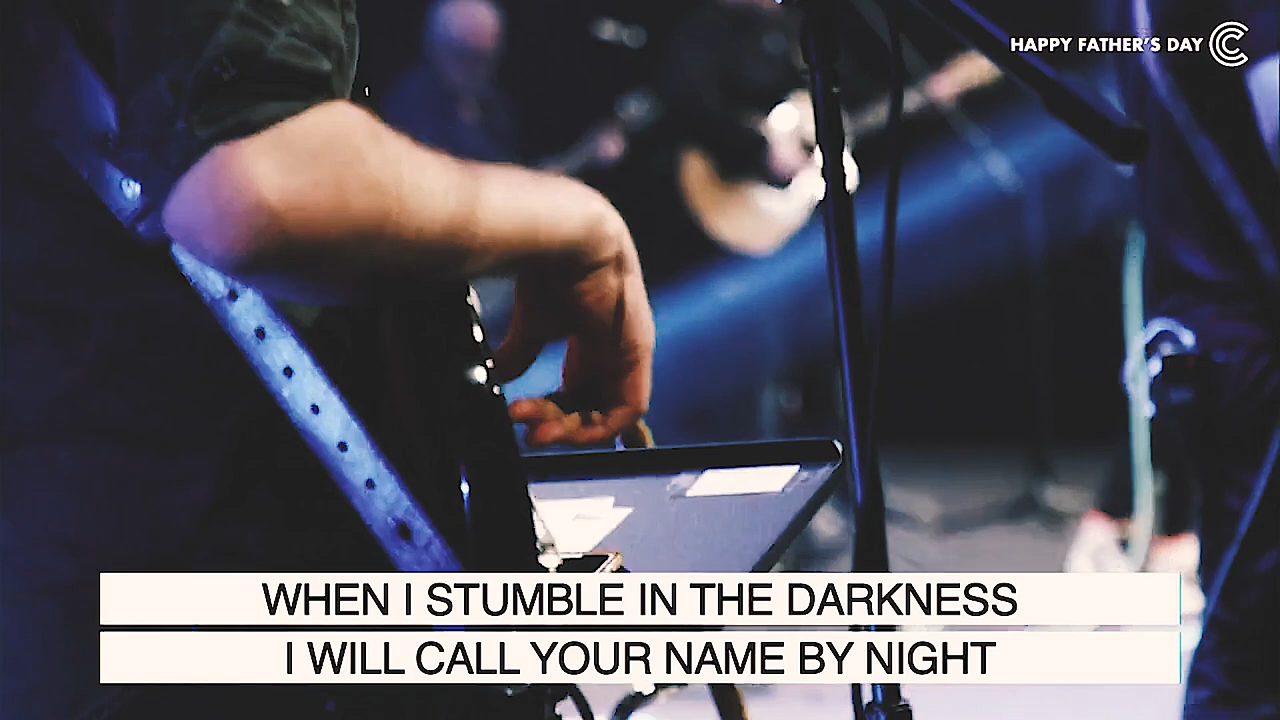 HAPPY FATHER'S DAY
WHEN I STUMBLE IN THE DARKNESS
I WILL CALL YOUR NAME BY NIGHT